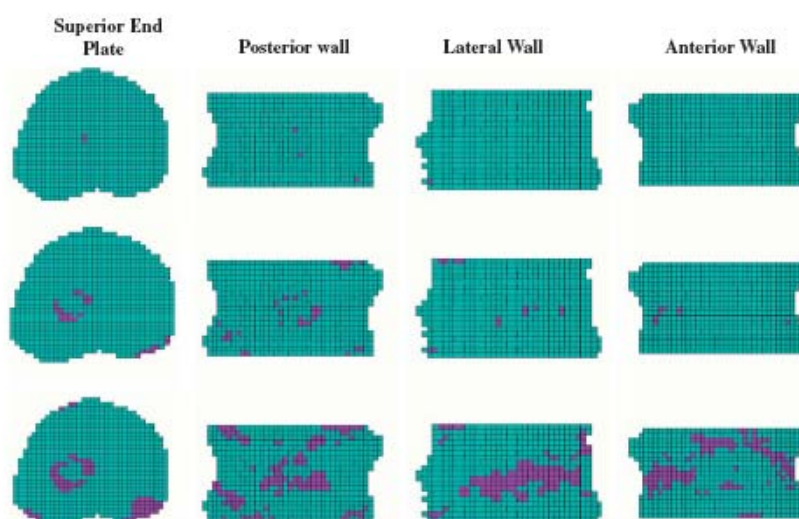 Superior End
Plate
Posterior wall
Lateral Wall
Anterior Wall